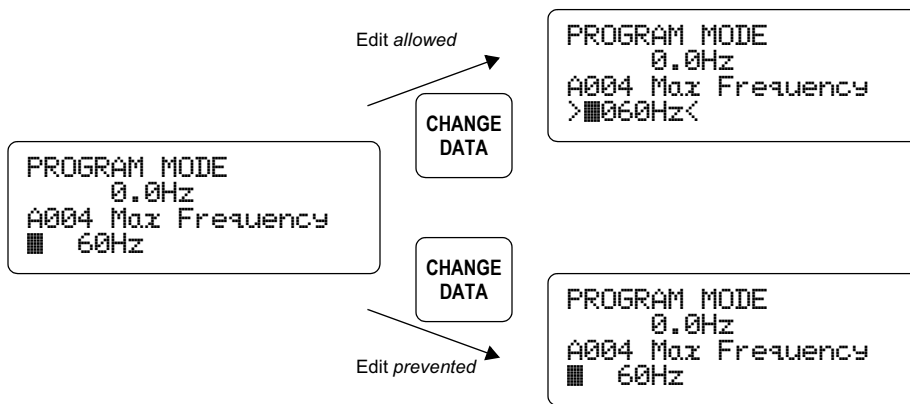 Edit allowed
CHANGE
DATA
PROGRAM MODE
0.0Hz
A004 Max Frequency
>█060Hz<
PROGRAM MODE
0.0Hz
A004 Max Frequency
█ 60Hz
CHANGE
DATA
Edit prevented
PROGRAM MODE
0.0Hz
A004 Max Frequency
█ 60Hz